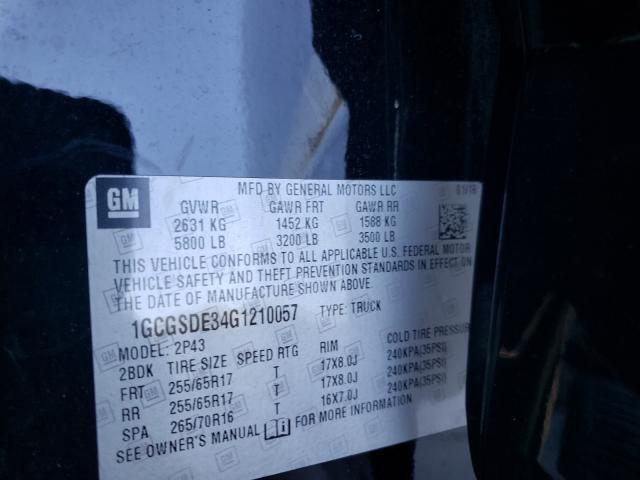 GM
MFD BY GENERAL MOTORS LLC 01/16
GVWR GAWR FRT GAWR RR
2631 KG 1452 KG 1588 KG
5800 LB 3200 LB 3500 LB
THIS VEHICLE CONFORMS TO ALL APPLICABLE U.S. FEDERAL MOTOR
VEHICLE SAFETY AND THEFT PREVENTION STANDARDS IN EFFECT ON
THE DATE OF MANUFACTURE SHOWN ABOVE.
1GCGSDE34G1210057 TYPE: TRUCK
MODEL: 2P43
2BDK TIRE SIZE SPEED RTG RIM COLD TIRE PRESSURE
FRT 255/65R17 T 17X8.0J 240KPA(35PSI)
RR 255/65R17 T 17X8.0J 240KPA(35PSI)
SPA 265/70R16 T 16X7.0J 240KPA(35PSI)
SEE OWNER'S MANUAL FOR MORE INFORMATION